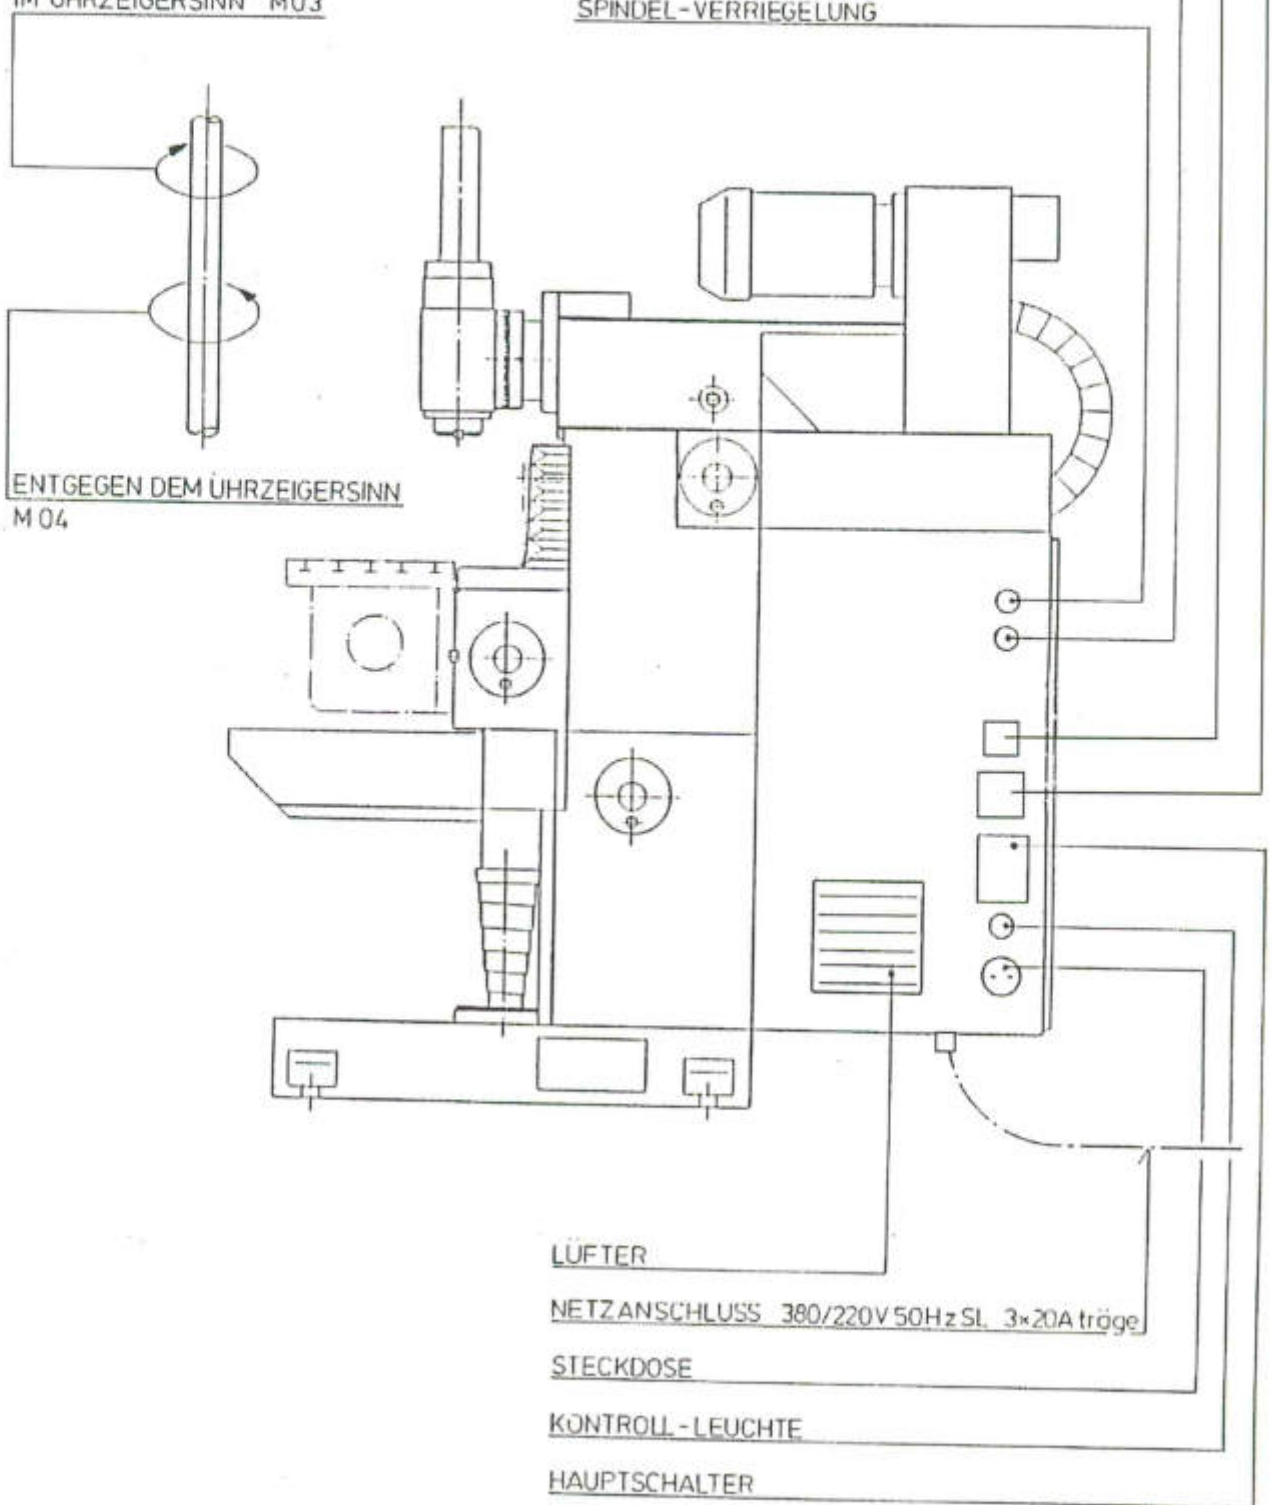 IM UHRZEIGERSINN M03
SPINDEL-VERRIEGELUNG
ENTGEGEN DEM UHRZEIGERSINN
M 04
LÜFTER
NETZANSCHLUSS 380/220V 50Hz SL 3×20A träge
STECKDOSE
KONTROLL-LEUCHTE
HAUPTSCHALTER